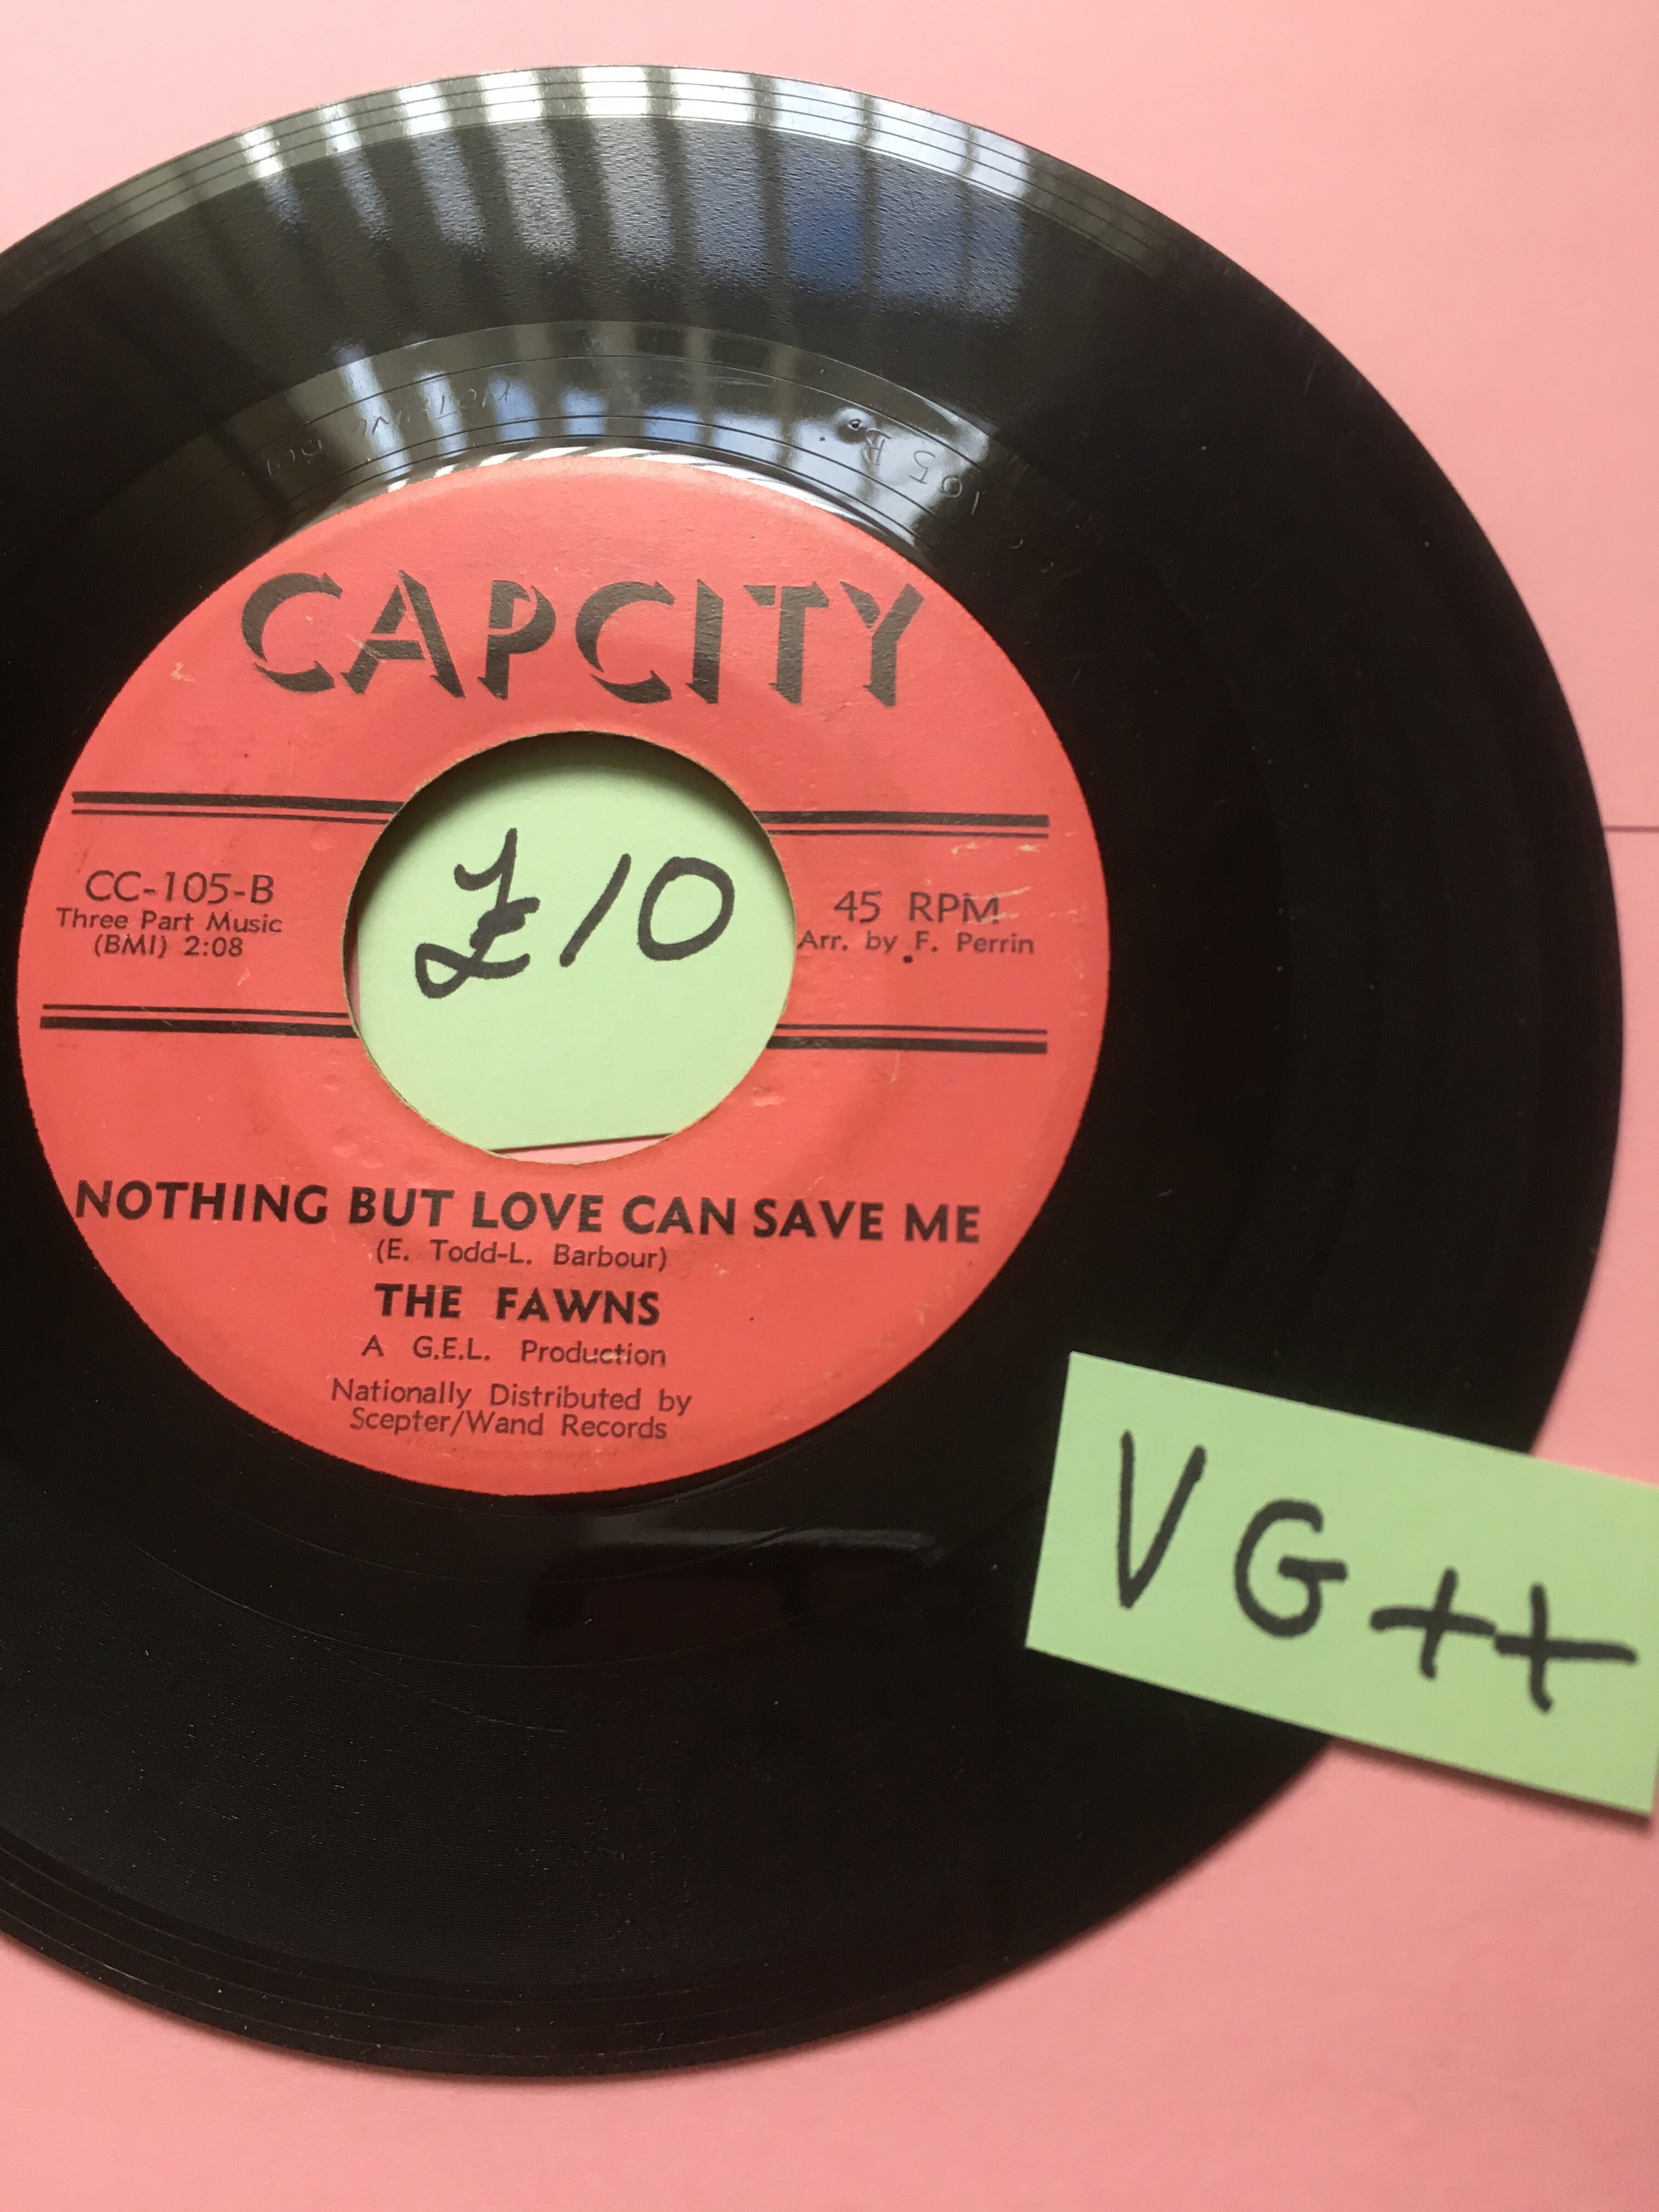 105 B.
CAPCITY
CC-105-B
Three Part Music
(BMI) 2:08
£10
45 RPM
Arr. by F. Perrin
NOTHING BUT LOVE CAN SAVE ME
(E. Todd-L. Barbour)
THE FAWNS
A G.E.L. Production
Nationally Distributed by
Scepter/Wand Records
VG++